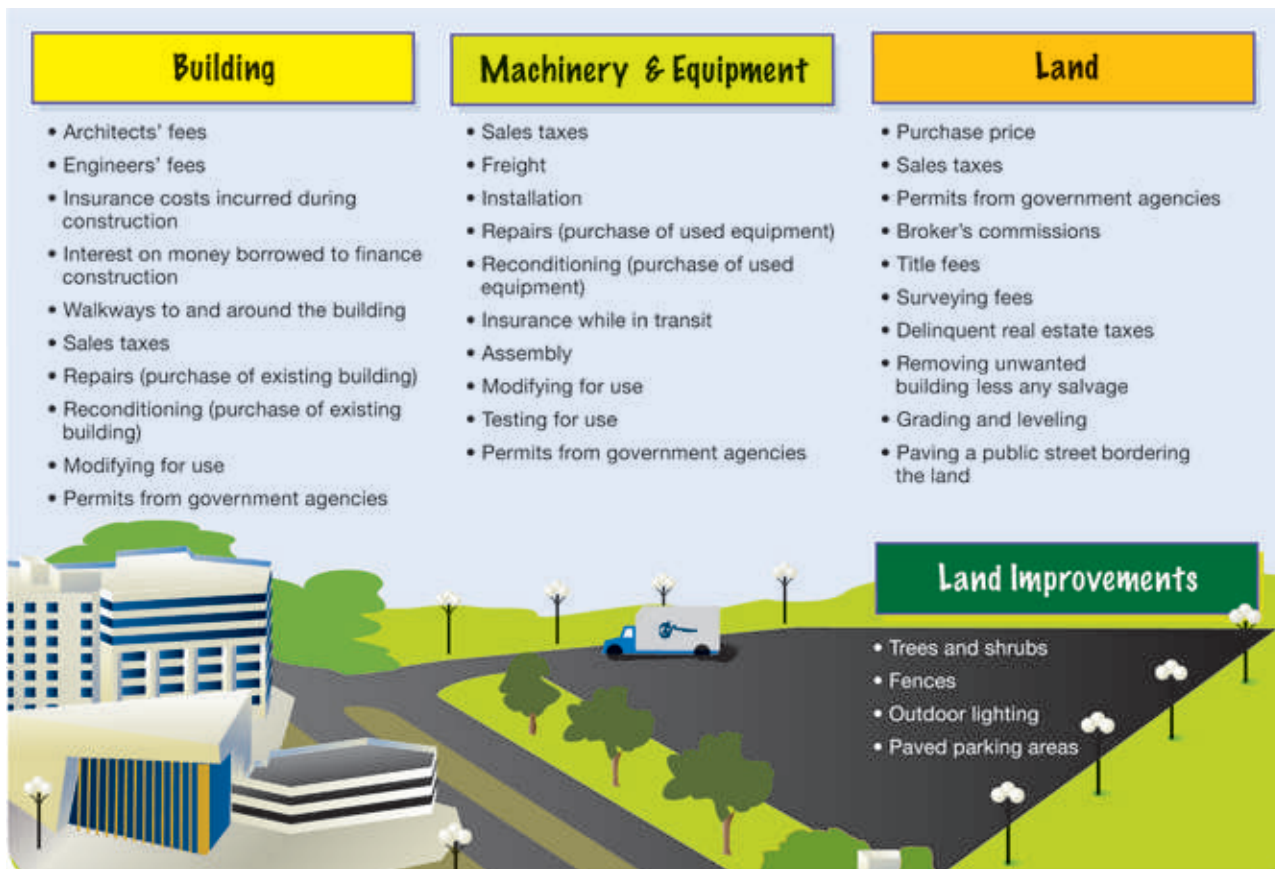 Building
• Architects' fees
• Engineers' fees
• Insurance costs incurred during
construction
• Interest on money borrowed to finance
construction
• Walkways to and around the building
• Sales taxes
• Repairs (purchase of existing building)
• Reconditioning (purchase of existing
building)
• Modifying for use
• Permits from government agencies
Machinery & Equipment
• Sales taxes
• Freight
• Installation
• Repairs (purchase of used equipment)
• Reconditioning (purchase of used
equipment)
• Insurance while in transit
• Assembly
• Modifying for use
• Testing for use
• Permits from government agencies
Land
• Purchase price
• Sales taxes
• Permits from government agencies
• Broker's commissions
• Title fees
• Surveying fees
• Delinquent real estate taxes
• Removing unwanted
building less any salvage
• Grading and leveling
• Paving a public street bordering
the land
Land Improvements
• Trees and shrubs
• Fences
• Outdoor lighting
• Paved parking areas